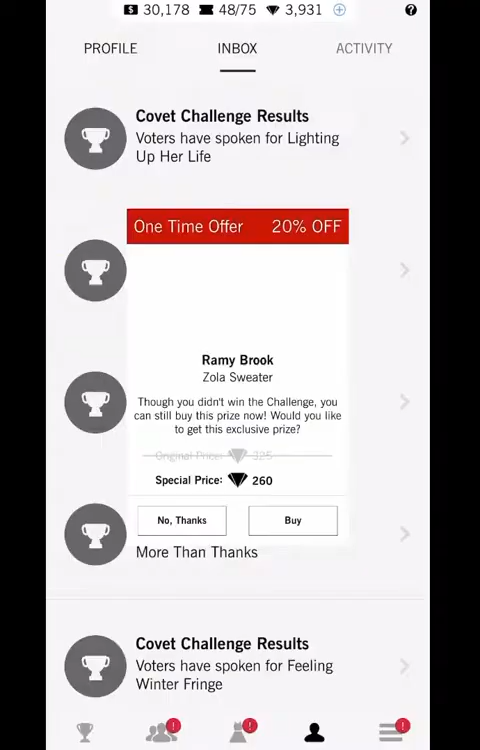 $ 30,178 48/75 3,931 ?
PROFILE INBOX ACTIVITY
Covet Challenge Results
Voters have spoken for Lighting
Up Her Life
One Time Offer 20% OFF
Ramy Brook
Zola Sweater
Though you didn't win the Challenge, you
can still buy this prize now! Would you like
to get this exclusive prize?
Original Price: 325
Special Price: 260
No, Thanks Buy
More Than Thanks
Covet Challenge Results
Voters have spoken for Feeling
Winter Fringe
! ! !